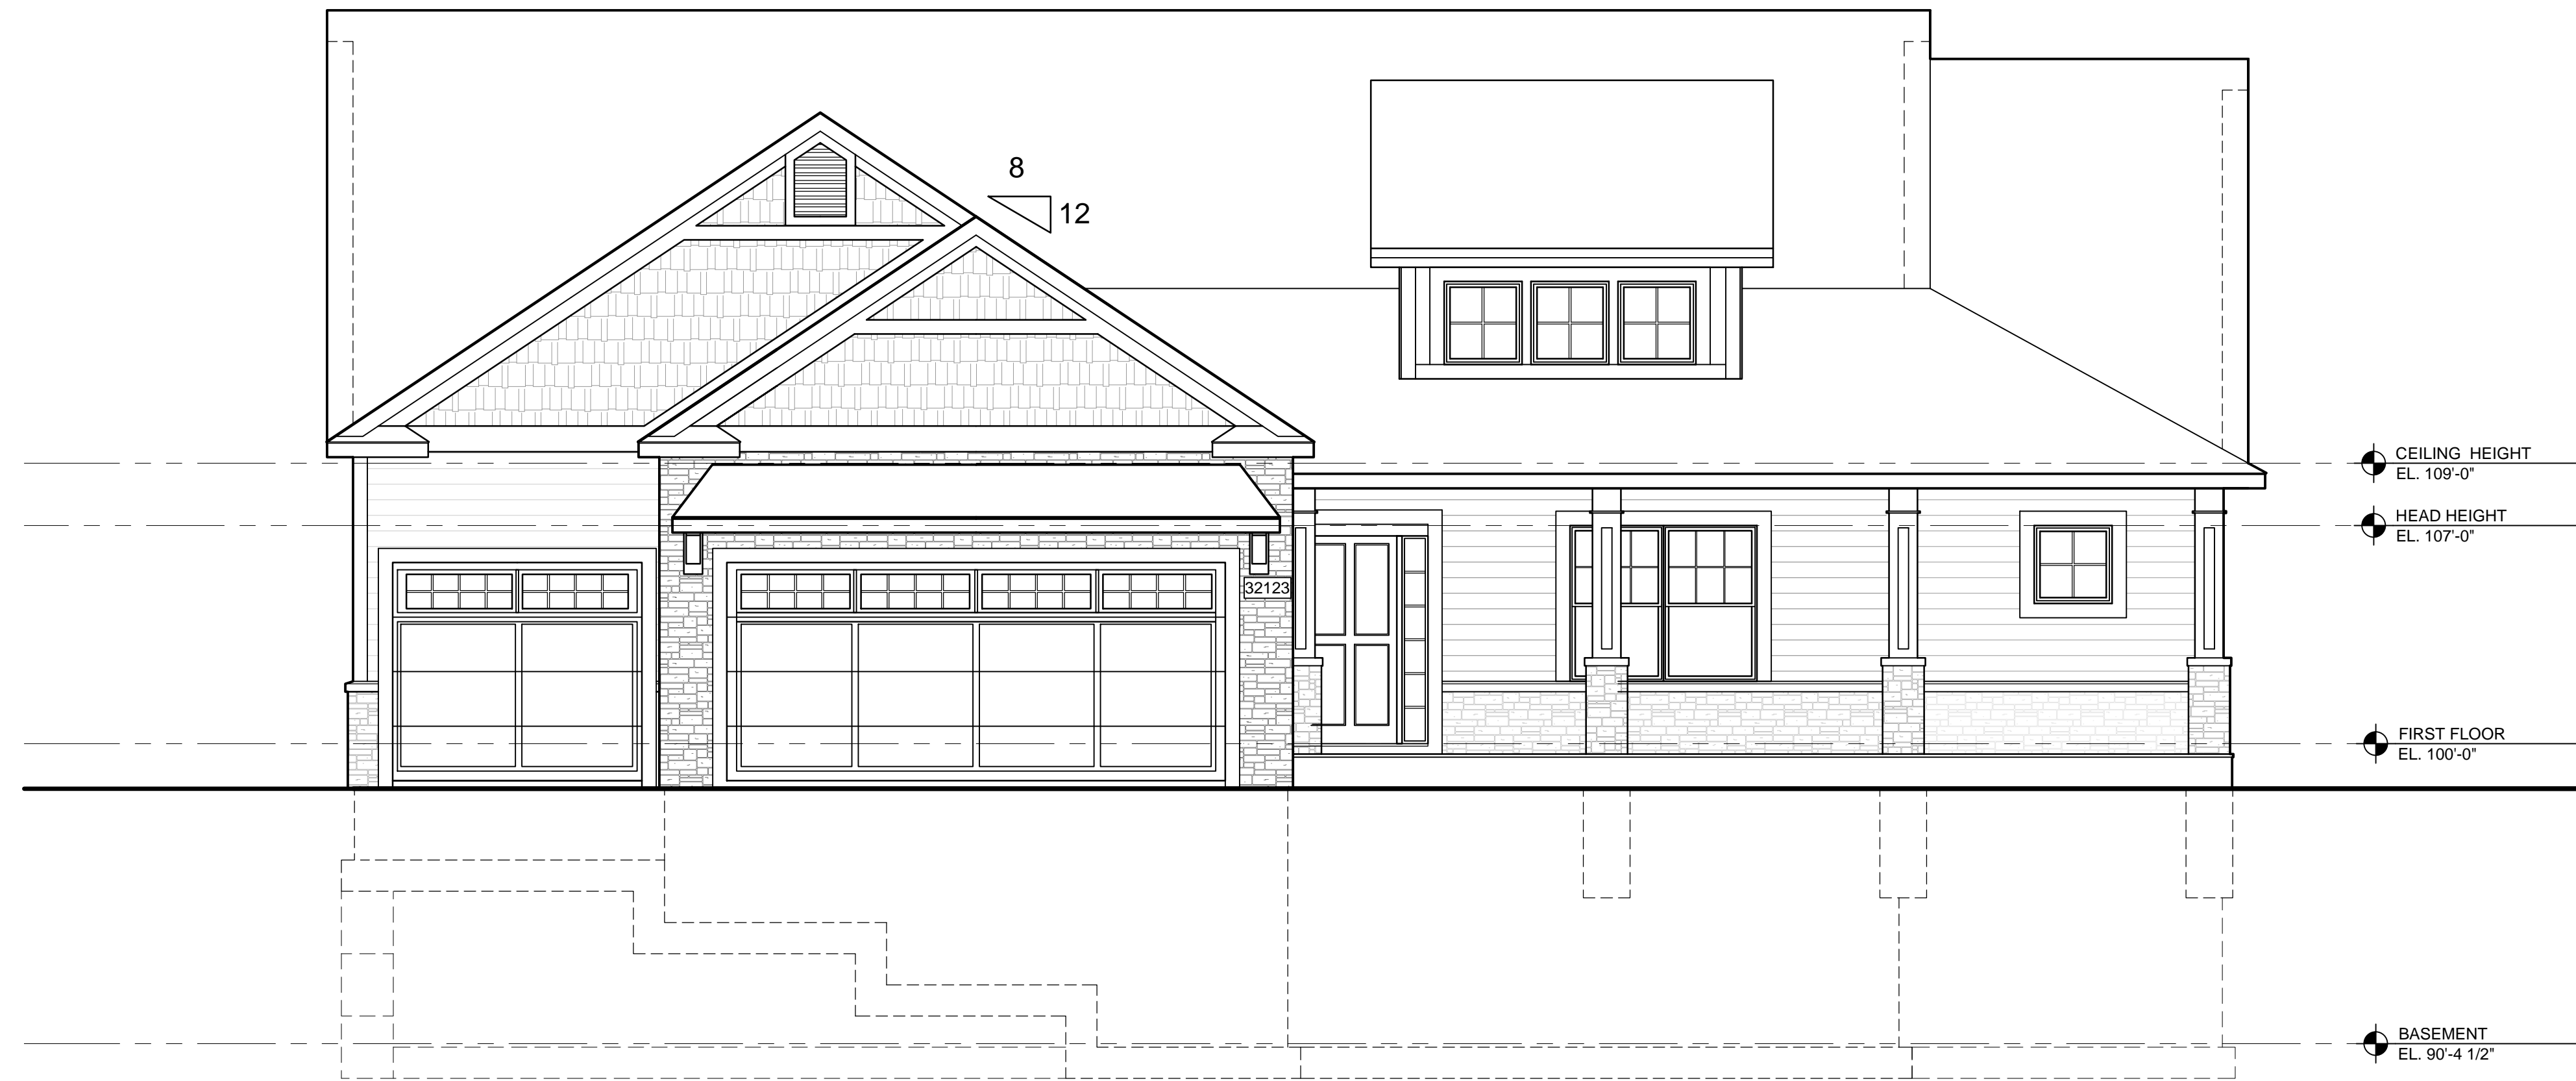 8
12
CEILING HEIGHT
EL. 109'-0"
HEAD HEIGHT
EL. 107'-0"
32123
FIRST FLOOR
EL. 100'-0"
BASEMENT
EL. 90'-4 1/2"